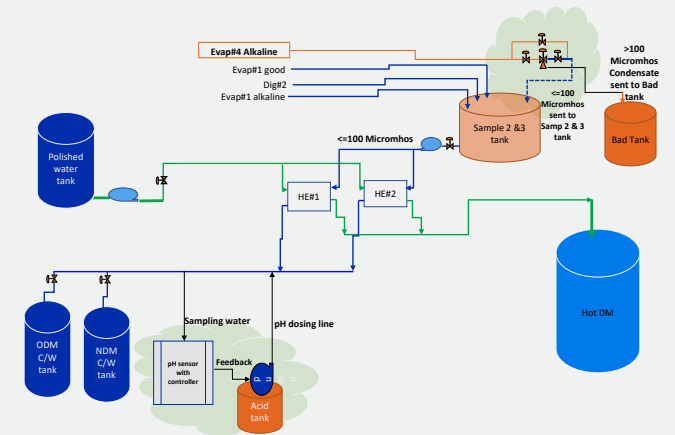 Evap#4 Alkaline
Evap#1 good
Dig#2
Evap#1 alkaline
>100
Micromhos
Condensate
sent to Bad
tank
<=100
Micromhos
sent to
Samp 2 & 3
tank
Sample 2 &3
tank
Bad Tank
<=100 Micromhos
Polished
water
tank
HE#1
HE#2
Hot DM
ODM
C/W
tank
NDM
C/W
tank
Sampling water
pH dosing line
pH sensor
with
controller
Feedback
Acid
tank